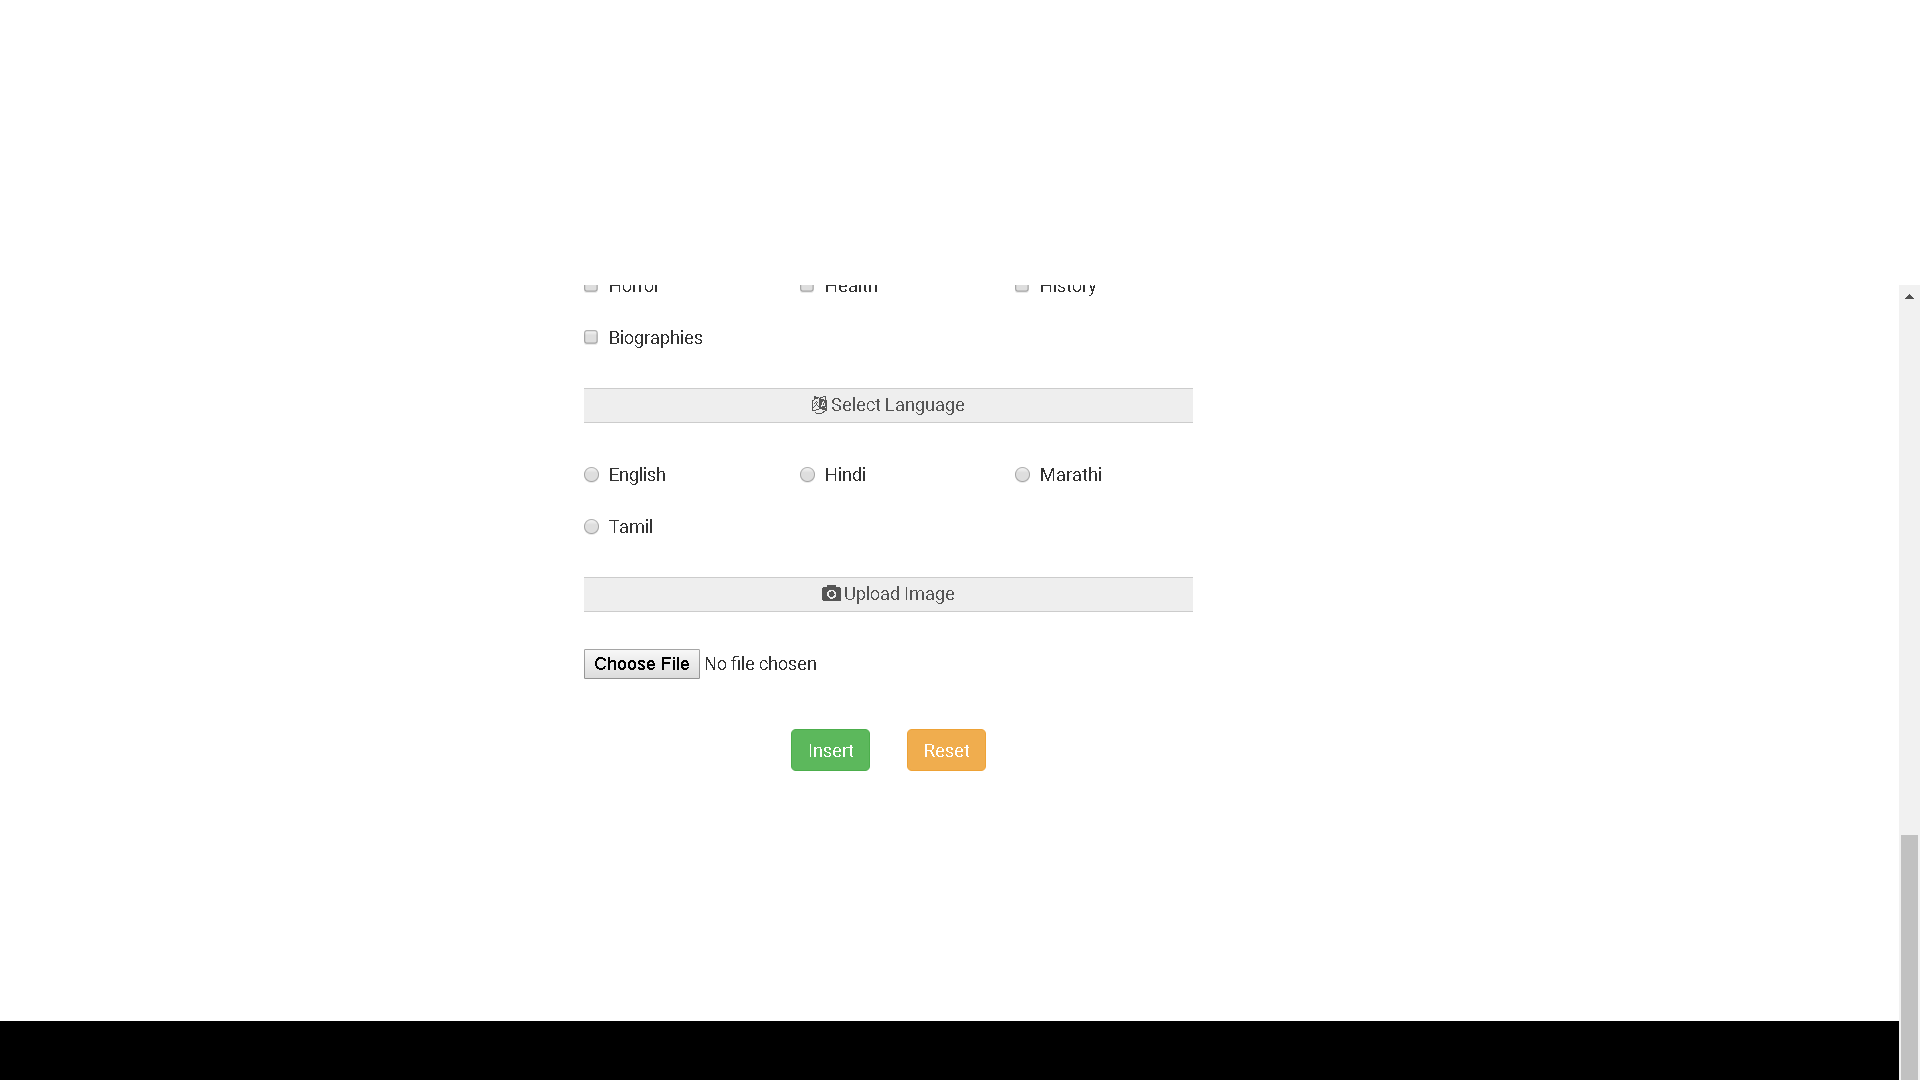 Horror Health History
Biographies
Select Language
English Hindi Marathi
Tamil
Upload Image
Choose File No file chosen
Insert Reset